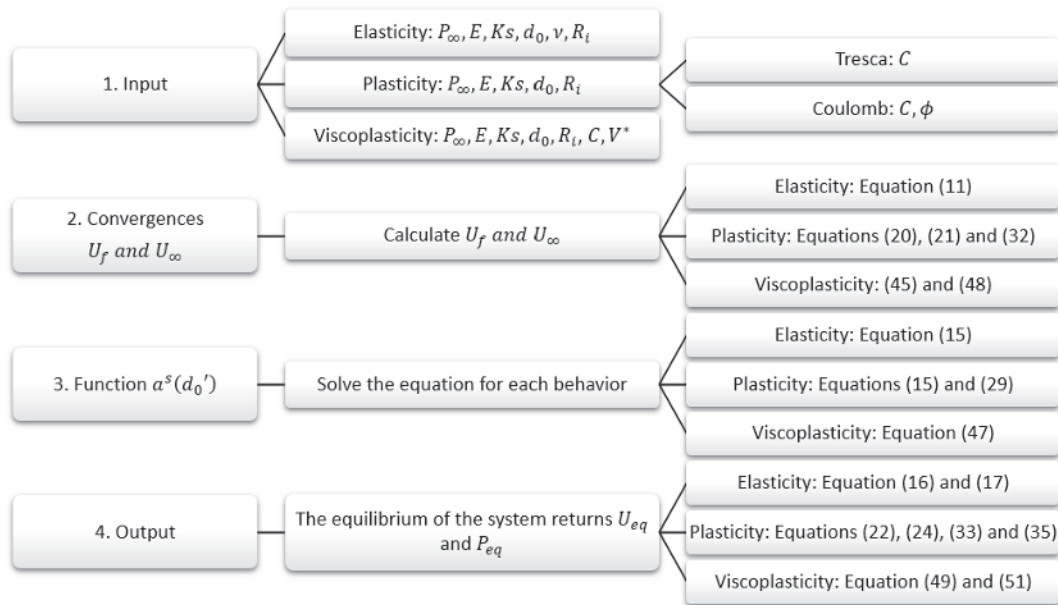 1. Input
Elasticity: P∞, E, Ks, d₀, ν, Rᵢ
Plasticity: P∞, E, Ks, d₀, Rᵢ
Viscoplasticity: P∞, E, Ks, d₀, Rᵢ, C, V*
Tresca: C
Coulomb: C, ϕ
2. Convergences
U_f and U∞
Calculate U_f and U∞
Elasticity: Equation (11)
Plasticity: Equations (20), (21) and (32)
Viscoplasticity: (45) and (48)
3. Function aˢ(d₀′)
Solve the equation for each behavior
Elasticity: Equation (15)
Plasticity: Equations (15) and (29)
Viscoplasticity: Equation (47)
4. Output
The equilibrium of the system returns U_eq
and P_eq
Elasticity: Equation (16) and (17)
Plasticity: Equations (22), (24), (33) and (35)
Viscoplasticity: Equation (49) and (51)